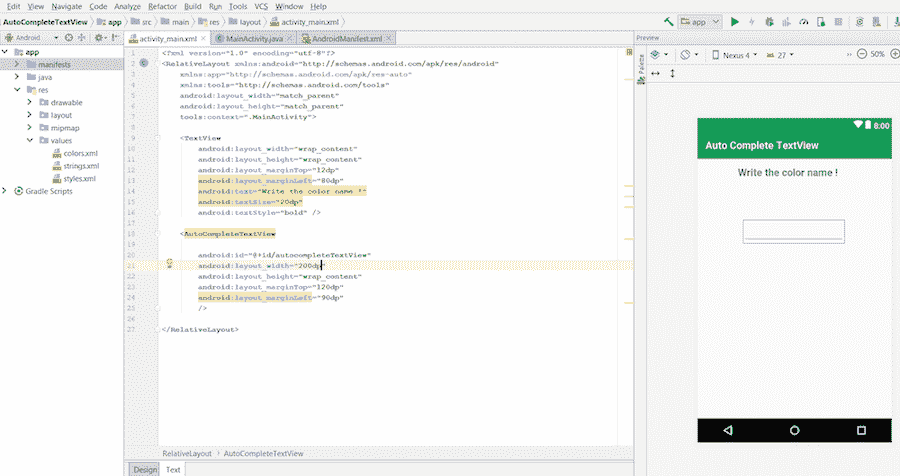 Edit View Navigate Code Analyze Refactor Build Run Tools VCS Window Help
AutoCompleteTextView app src main res layout activity_main.xml app
Android activity_main.xml MainActivity.java AndroidManifest.xml Preview
Nexus 4 27 50%
Palette
app
manifests
java
res
drawable
layout
mipmap
values
colors.xml
strings.xml
styles.xml
Gradle Scripts
1 <?xml version="1.0" encoding="utf-8"?>
2 <RelativeLayout xmlns:android="http://schemas.android.com/apk/res/android"
3 xmlns:app="http://schemas.android.com/apk/res-auto"
4 xmlns:tools="http://schemas.android.com/tools"
5 android:layout_width="match_parent"
6 android:layout_height="match_parent"
7 tools:context=".MainActivity">
8
9 <TextView
10 android:layout_width="wrap_content"
11 android:layout_height="wrap_content"
12 android:layout_marginTop="12dp"
13 android:layout_marginLeft="80dp"
14 android:text="Write the color name !"
15 android:textSize="20dp"
16 android:textStyle="bold" />
17
18 <AutoCompleteTextView
19
20 android:id="@+id/autocompleteTextView"
21 android:layout_width="200dp"
22 android:layout_height="wrap_content"
23 android:layout_marginTop="120dp"
24 android:layout_marginLeft="90dp"
25 />
26
27 </RelativeLayout>
8:00
Auto Complete TextView
Write the color name !
RelativeLayout AutoCompleteTextView
Design Text